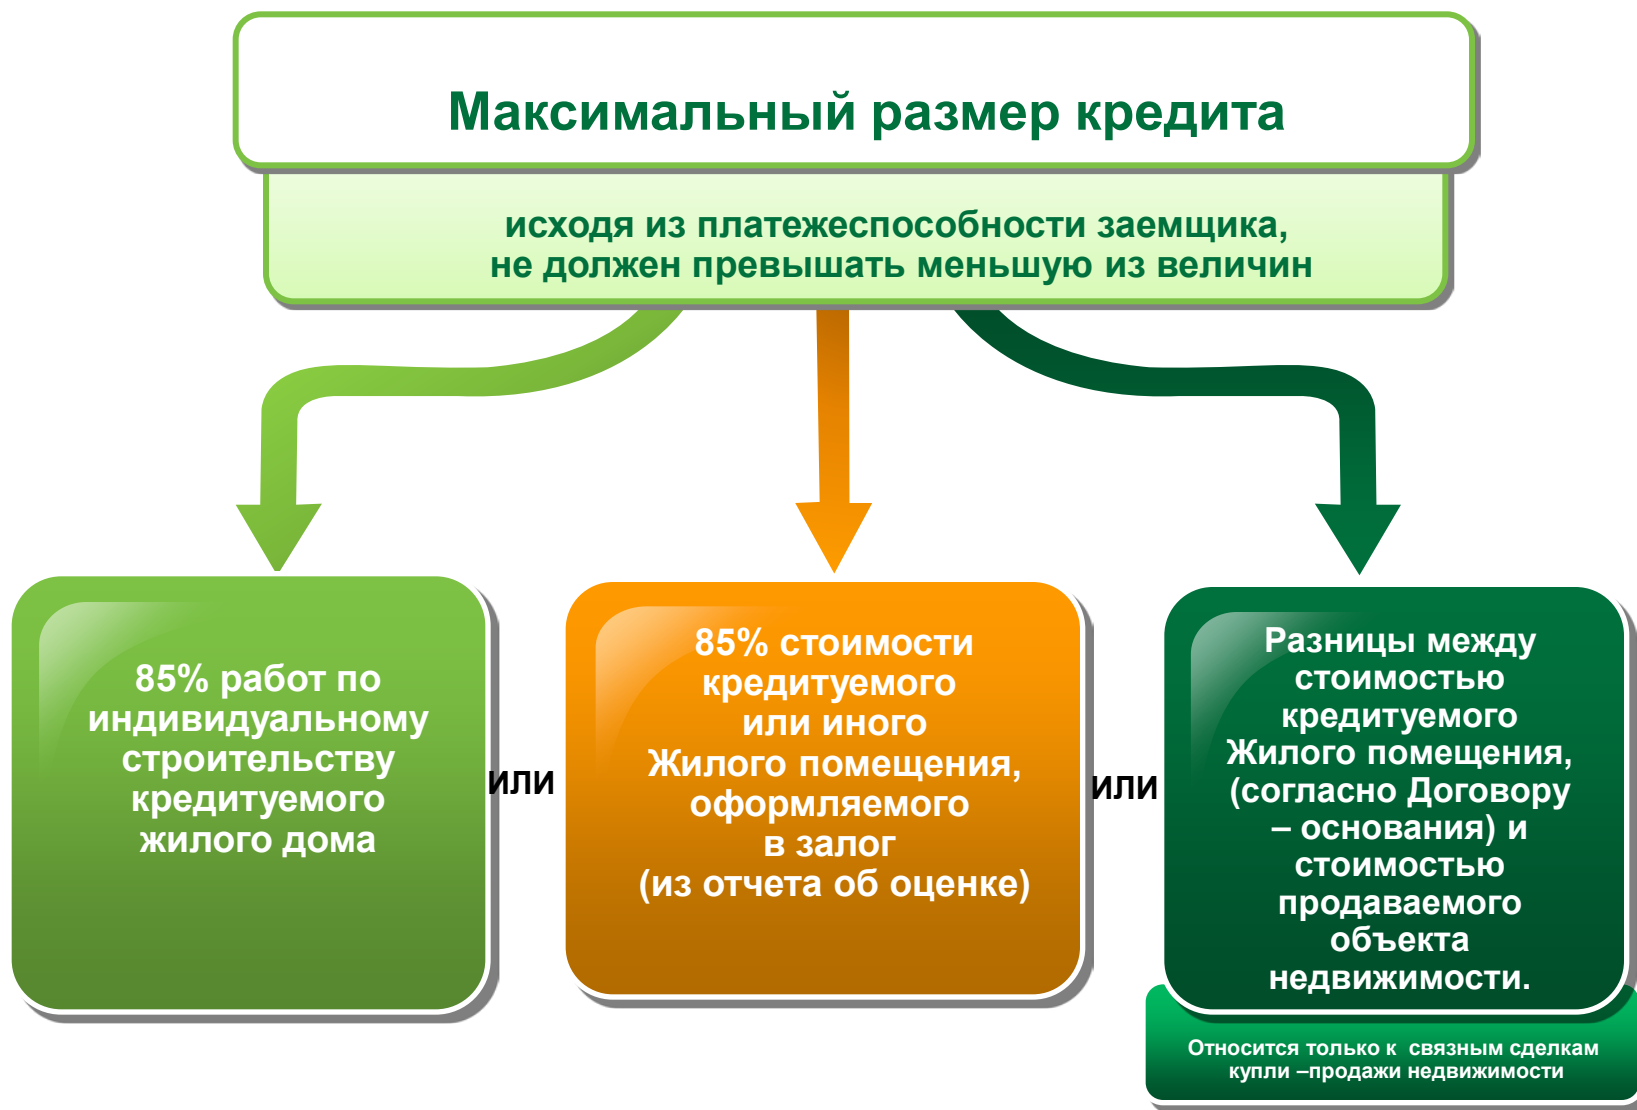 Максимальный размер кредита
исходя из платежеспособности заемщика,
не должен превышать меньшую из величин
85% работ по
индивидуальному
строительству
кредитуемого
жилого дома
или
85% стоимости
кредитуемого
или иного
Жилого помещения,
оформляемого
в залог
(из отчета об оценке)
или
Разницы между
стоимостью
кредитуемого
Жилого помещения,
(согласно Договору
– основания) и
стоимостью
продаваемого
объекта
недвижимости.
Относится только к связным сделкам
купли –продажи недвижимости